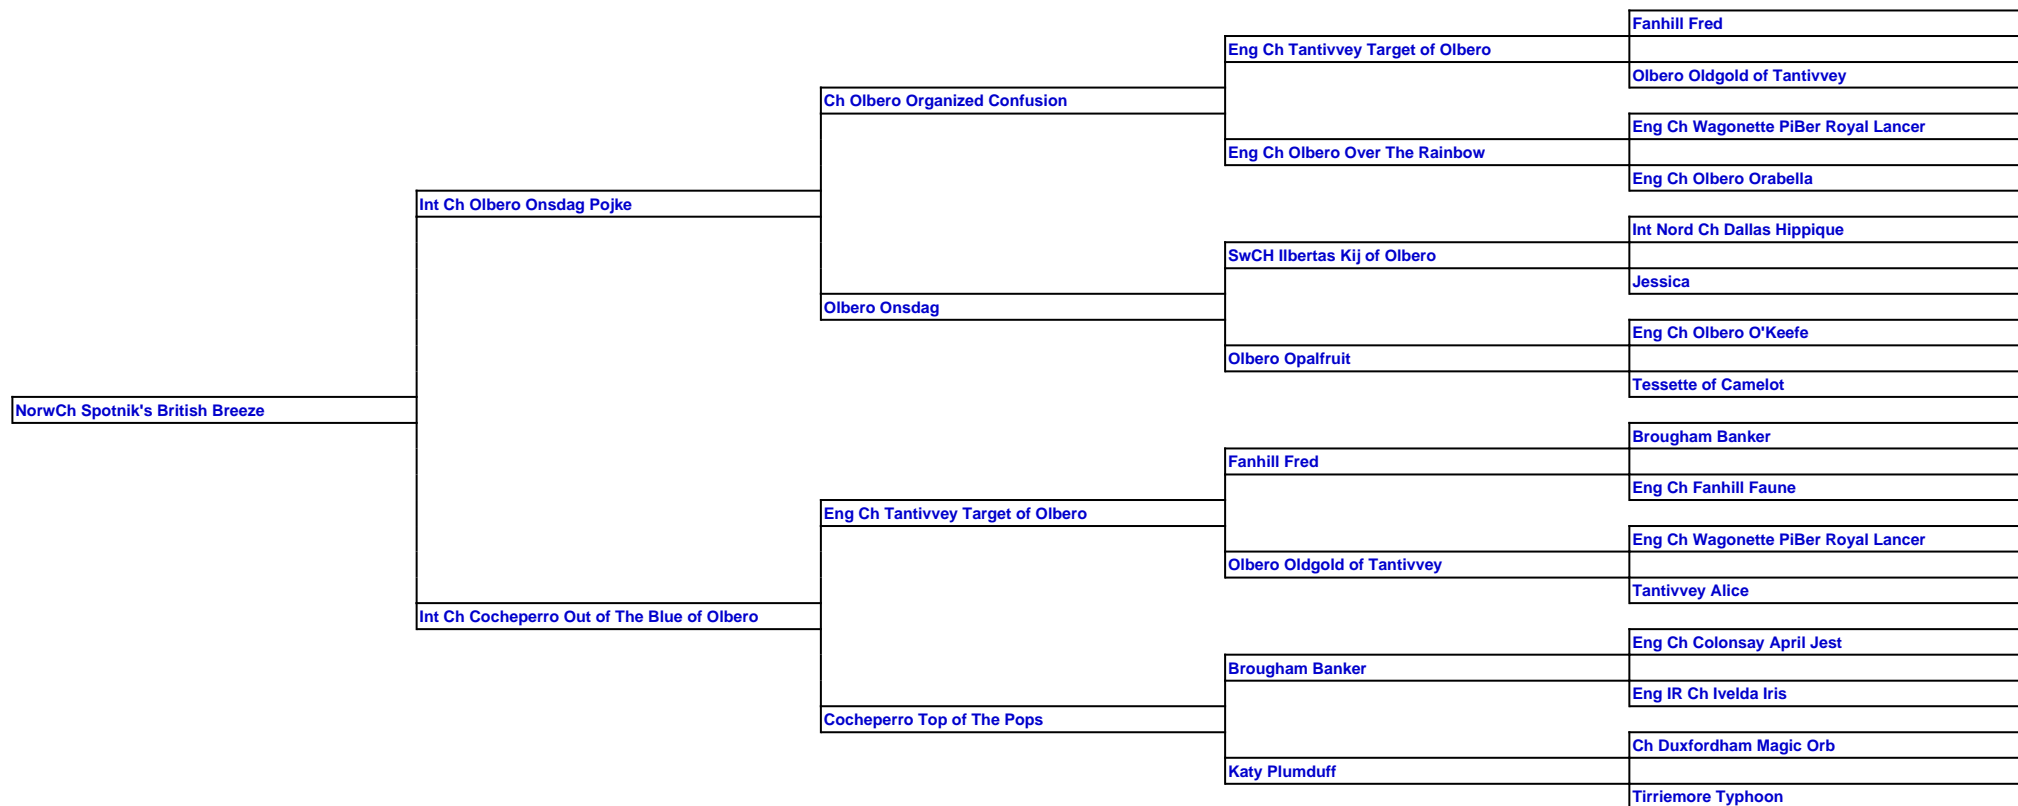 Fanhill Fred
Eng Ch Tantivvey Target of Olbero
Olbero Oldgold of Tantivvey
Ch Olbero Organized Confusion
Eng Ch Wagonette PiBer Royal Lancer
Eng Ch Olbero Over The Rainbow
Eng Ch Olbero Orabella
Int Ch Olbero Onsdag Pojke
Int Nord Ch Dallas Hippique
SwCH Ilbertas Kij of Olbero
Jessica
Olbero Onsdag
Eng Ch Olbero O'Keefe
Olbero Opalfruit
Tessette of Camelot
NorwCh Spotnik's British Breeze
Brougham Banker
Fanhill Fred
Eng Ch Fanhill Faune
Eng Ch Tantivvey Target of Olbero
Eng Ch Wagonette PiBer Royal Lancer
Olbero Oldgold of Tantivvey
Tantivvey Alice
Int Ch Cocheperro Out of The Blue of Olbero
Eng Ch Colonsay April Jest
Brougham Banker
Eng IR Ch Ivelda Iris
Cocheperro Top of The Pops
Ch Duxfordham Magic Orb
Katy Plumduff
Tirriemore Typhoon